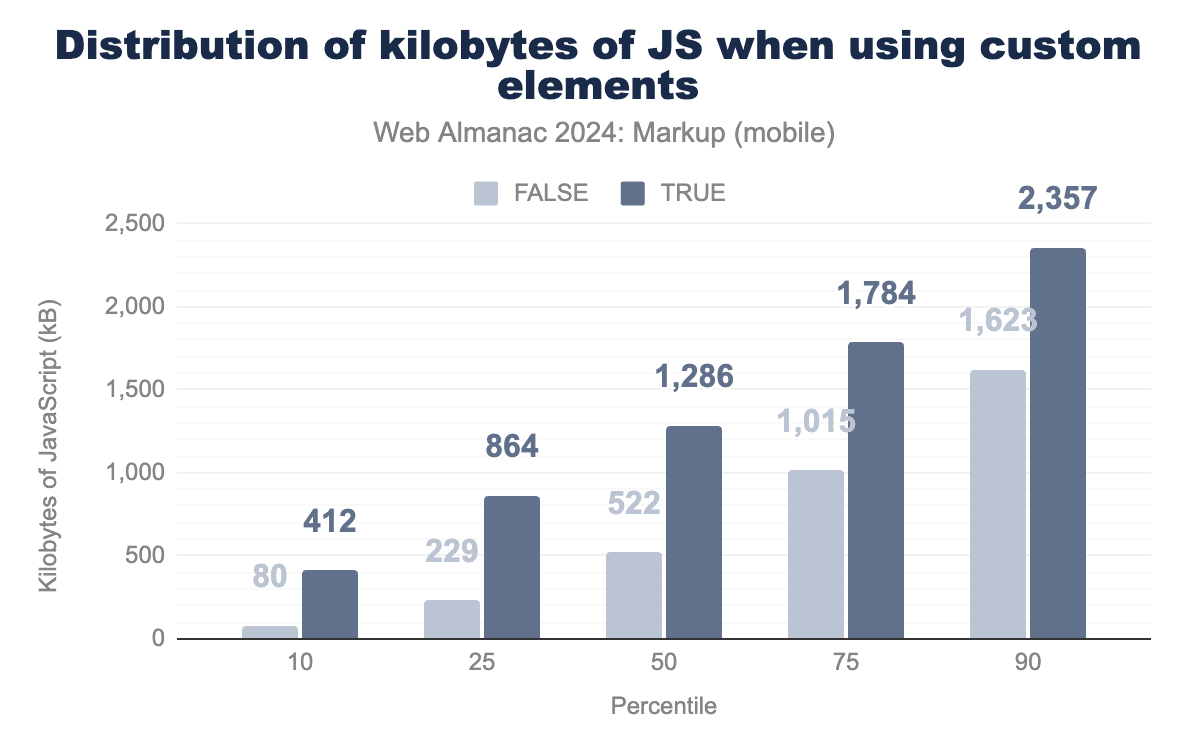 Distribution of kilobytes of JS when using custom
elements
Web Almanac 2024: Markup (mobile)
FALSE TRUE
2,357
2,500
1,784
2,000
1,623
1,286
1,500
1,015
864
1,000
522
412
229
500
80
0
10 25 50 75 90
Percentile
Kilobytes of JavaScript (kB)